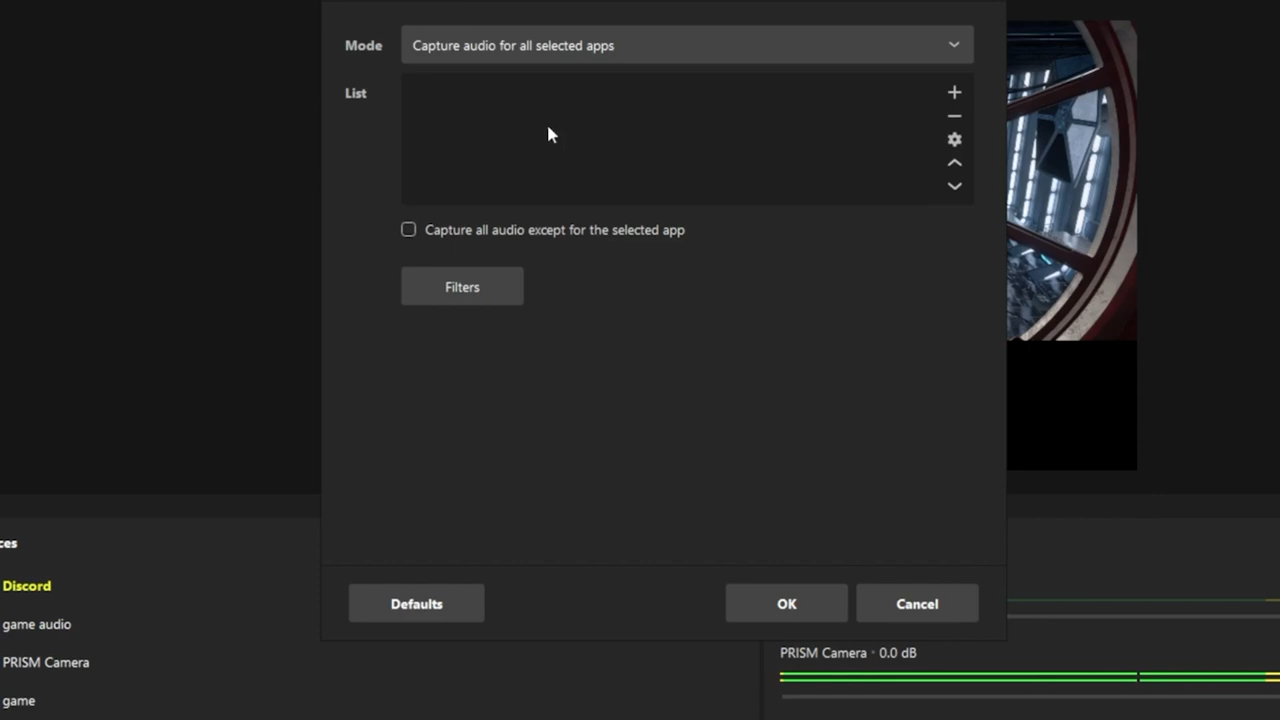 Mode
Capture audio for all selected apps
List
Capture all audio except for the selected app
Filters
Defaults
OK
Cancel
ces
Discord
game audio
PRISM Camera
game
PRISM Camera • 0.0 dB